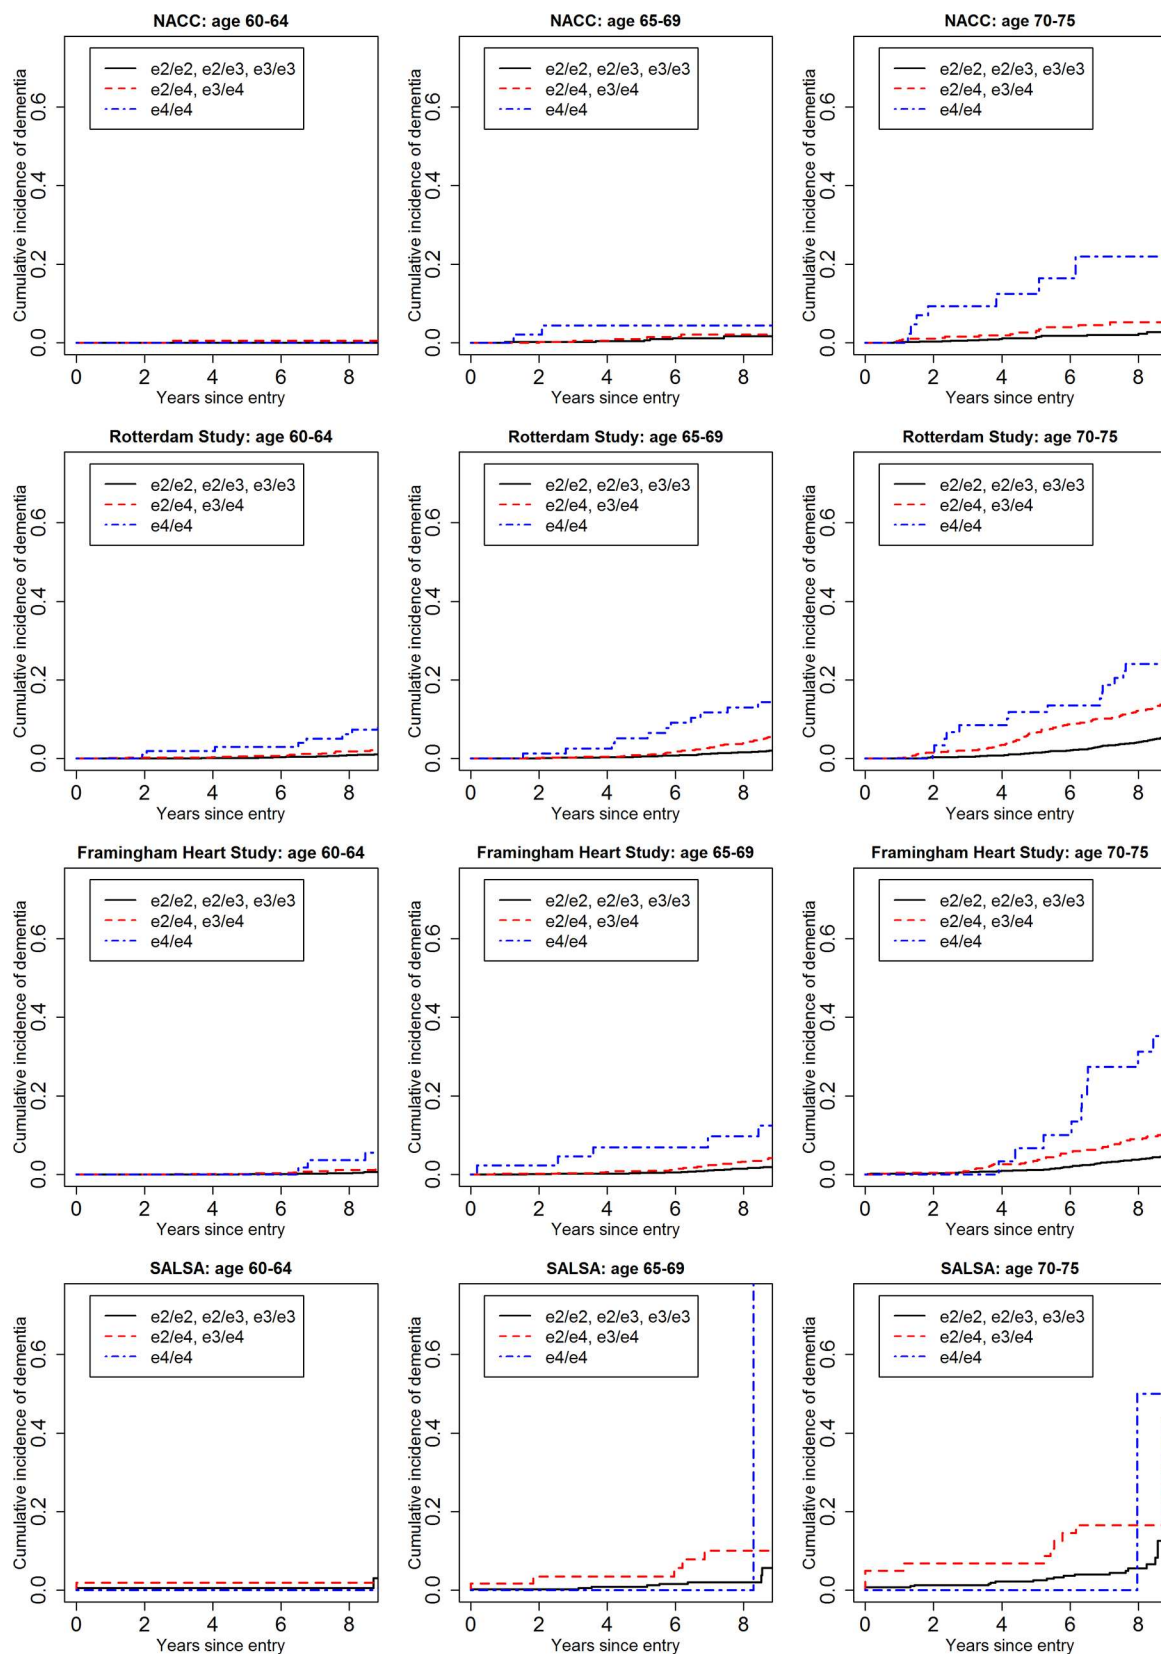 NACC: age 60-64
Cumulative incidence of dementia
0.0 0.2 0.4 0.6
e2/e2, e2/e3, e3/e3
e2/e4, e3/e4
e4/e4
0 2 4 6 8
Years since entry
NACC: age 65-69
Cumulative incidence of dementia
0.0 0.2 0.4 0.6
e2/e2, e2/e3, e3/e3
e2/e4, e3/e4
e4/e4
0 2 4 6 8
Years since entry
NACC: age 70-75
Cumulative incidence of dementia
0.0 0.2 0.4 0.6
e2/e2, e2/e3, e3/e3
e2/e4, e3/e4
e4/e4
0 2 4 6 8
Years since entry
Rotterdam Study: age 60-64
Cumulative incidence of dementia
0.0 0.2 0.4 0.6
e2/e2, e2/e3, e3/e3
e2/e4, e3/e4
e4/e4
0 2 4 6 8
Years since entry
Rotterdam Study: age 65-69
Cumulative incidence of dementia
0.0 0.2 0.4 0.6
e2/e2, e2/e3, e3/e3
e2/e4, e3/e4
e4/e4
0 2 4 6 8
Years since entry
Rotterdam Study: age 70-75
Cumulative incidence of dementia
0.0 0.2 0.4 0.6
e2/e2, e2/e3, e3/e3
e2/e4, e3/e4
e4/e4
0 2 4 6 8
Years since entry
Framingham Heart Study: age 60-64
Cumulative incidence of dementia
0.0 0.2 0.4 0.6
e2/e2, e2/e3, e3/e3
e2/e4, e3/e4
e4/e4
0 2 4 6 8
Years since entry
Framingham Heart Study: age 65-69
Cumulative incidence of dementia
0.0 0.2 0.4 0.6
e2/e2, e2/e3, e3/e3
e2/e4, e3/e4
e4/e4
0 2 4 6 8
Years since entry
Framingham Heart Study: age 70-75
Cumulative incidence of dementia
0.0 0.2 0.4 0.6
e2/e2, e2/e3, e3/e3
e2/e4, e3/e4
e4/e4
0 2 4 6 8
Years since entry
SALSA: age 60-64
Cumulative incidence of dementia
0.0 0.2 0.4 0.6
e2/e2, e2/e3, e3/e3
e2/e4, e3/e4
e4/e4
0 2 4 6 8
Years since entry
SALSA: age 65-69
Cumulative incidence of dementia
0.0 0.2 0.4 0.6
e2/e2, e2/e3, e3/e3
e2/e4, e3/e4
e4/e4
0 2 4 6 8
Years since entry
SALSA: age 70-75
Cumulative incidence of dementia
0.0 0.2 0.4 0.6
e2/e2, e2/e3, e3/e3
e2/e4, e3/e4
e4/e4
0 2 4 6 8
Years since entry